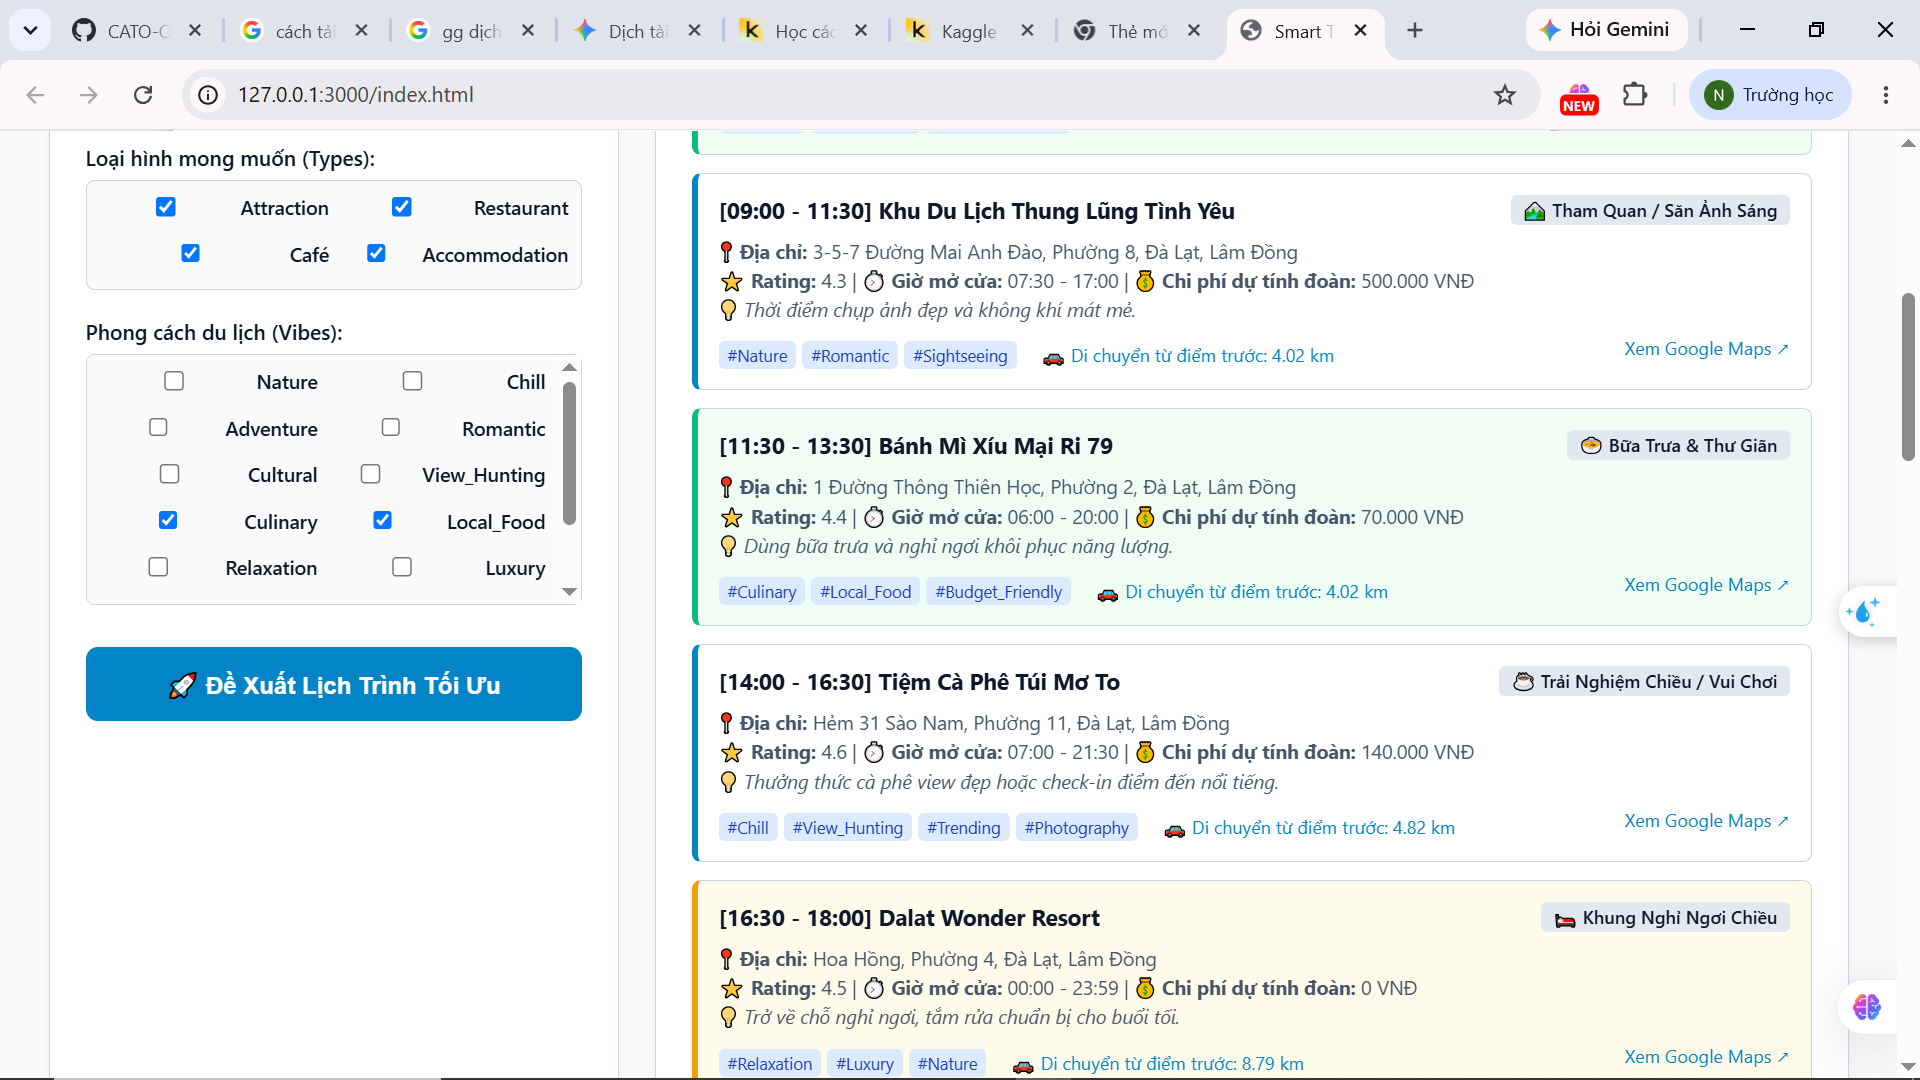 CATO-C
cách tải
gg dịch
Dịch tài
Học các
Kaggle
Thẻ mớ
Smart T
Hỏi Gemini
127.0.0.1:3000/index.html
NEW
N
Trường học
Loại hình mong muốn (Types):
Attraction
Restaurant
Café
Accommodation
Phong cách du lịch (Vibes):
Nature
Chill
Adventure
Romantic
Cultural
View_Hunting
Culinary
Local_Food
Relaxation
Luxury
🚀 Đề Xuất Lịch Trình Tối Ưu
[09:00 - 11:30] Khu Du Lịch Thung Lũng Tình Yêu
🏞️ Tham Quan / Săn Ảnh Sáng
📍 Địa chỉ: 3-5-7 Đường Mai Anh Đào, Phường 8, Đà Lạt, Lâm Đồng
⭐ Rating: 4.3 | ⏱ Giờ mở cửa: 07:30 - 17:00 | 💰 Chi phí dự tính đoàn: 500.000 VNĐ
💡 Thời điểm chụp ảnh đẹp và không khí mát mẻ.
#Nature #Romantic #Sightseeing 🚗 Di chuyển từ điểm trước: 4.02 km
Xem Google Maps ↗
[11:30 - 13:30] Bánh Mì Xíu Mại Ri 79
🍲 Bữa Trưa & Thư Giãn
📍 Địa chỉ: 1 Đường Thông Thiên Học, Phường 2, Đà Lạt, Lâm Đồng
⭐ Rating: 4.4 | ⏱ Giờ mở cửa: 06:00 - 20:00 | 💰 Chi phí dự tính đoàn: 70.000 VNĐ
💡 Dùng bữa trưa và nghỉ ngơi khôi phục năng lượng.
#Culinary #Local_Food #Budget_Friendly 🚗 Di chuyển từ điểm trước: 4.02 km
Xem Google Maps ↗
[14:00 - 16:30] Tiệm Cà Phê Túi Mơ To
☕ Trải Nghiệm Chiều / Vui Chơi
📍 Địa chỉ: Hẻm 31 Sào Nam, Phường 11, Đà Lạt, Lâm Đồng
⭐ Rating: 4.6 | ⏱ Giờ mở cửa: 07:00 - 21:30 | 💰 Chi phí dự tính đoàn: 140.000 VNĐ
💡 Thưởng thức cà phê view đẹp hoặc check-in điểm đến nổi tiếng.
#Chill #View_Hunting #Trending #Photography 🚗 Di chuyển từ điểm trước: 4.82 km
Xem Google Maps ↗
[16:30 - 18:00] Dalat Wonder Resort
🛏️ Khung Nghỉ Ngơi Chiều
📍 Địa chỉ: Hoa Hồng, Phường 4, Đà Lạt, Lâm Đồng
⭐ Rating: 4.5 | ⏱ Giờ mở cửa: 00:00 - 23:59 | 💰 Chi phí dự tính đoàn: 0 VNĐ
💡 Trở về chỗ nghỉ ngơi, tắm rửa chuẩn bị cho buổi tối.
#Relaxation #Luxury #Nature 🚗 Di chuyển từ điểm trước: 8.79 km
Xem Google Maps ↗